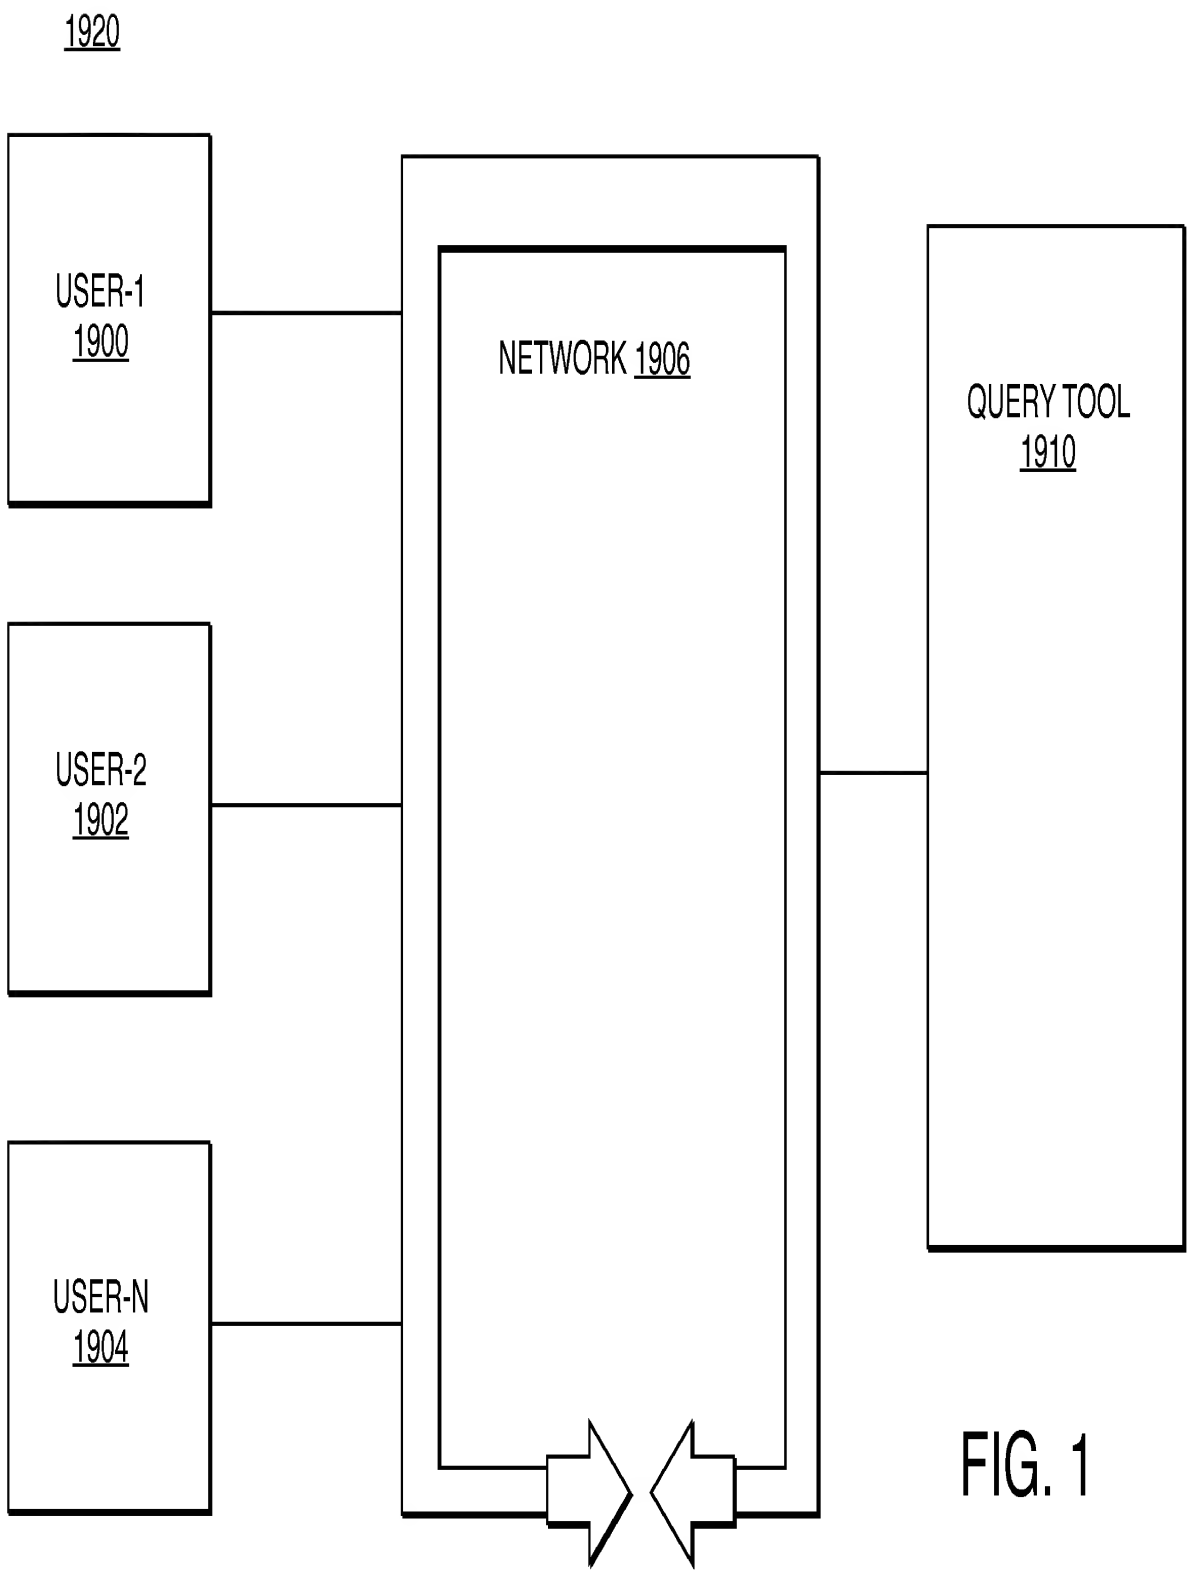 1920
USER-1
1900
NETWORK 1906
QUERY TOOL
1910
USER-2
1902
USER-N
1904
FIG. 1